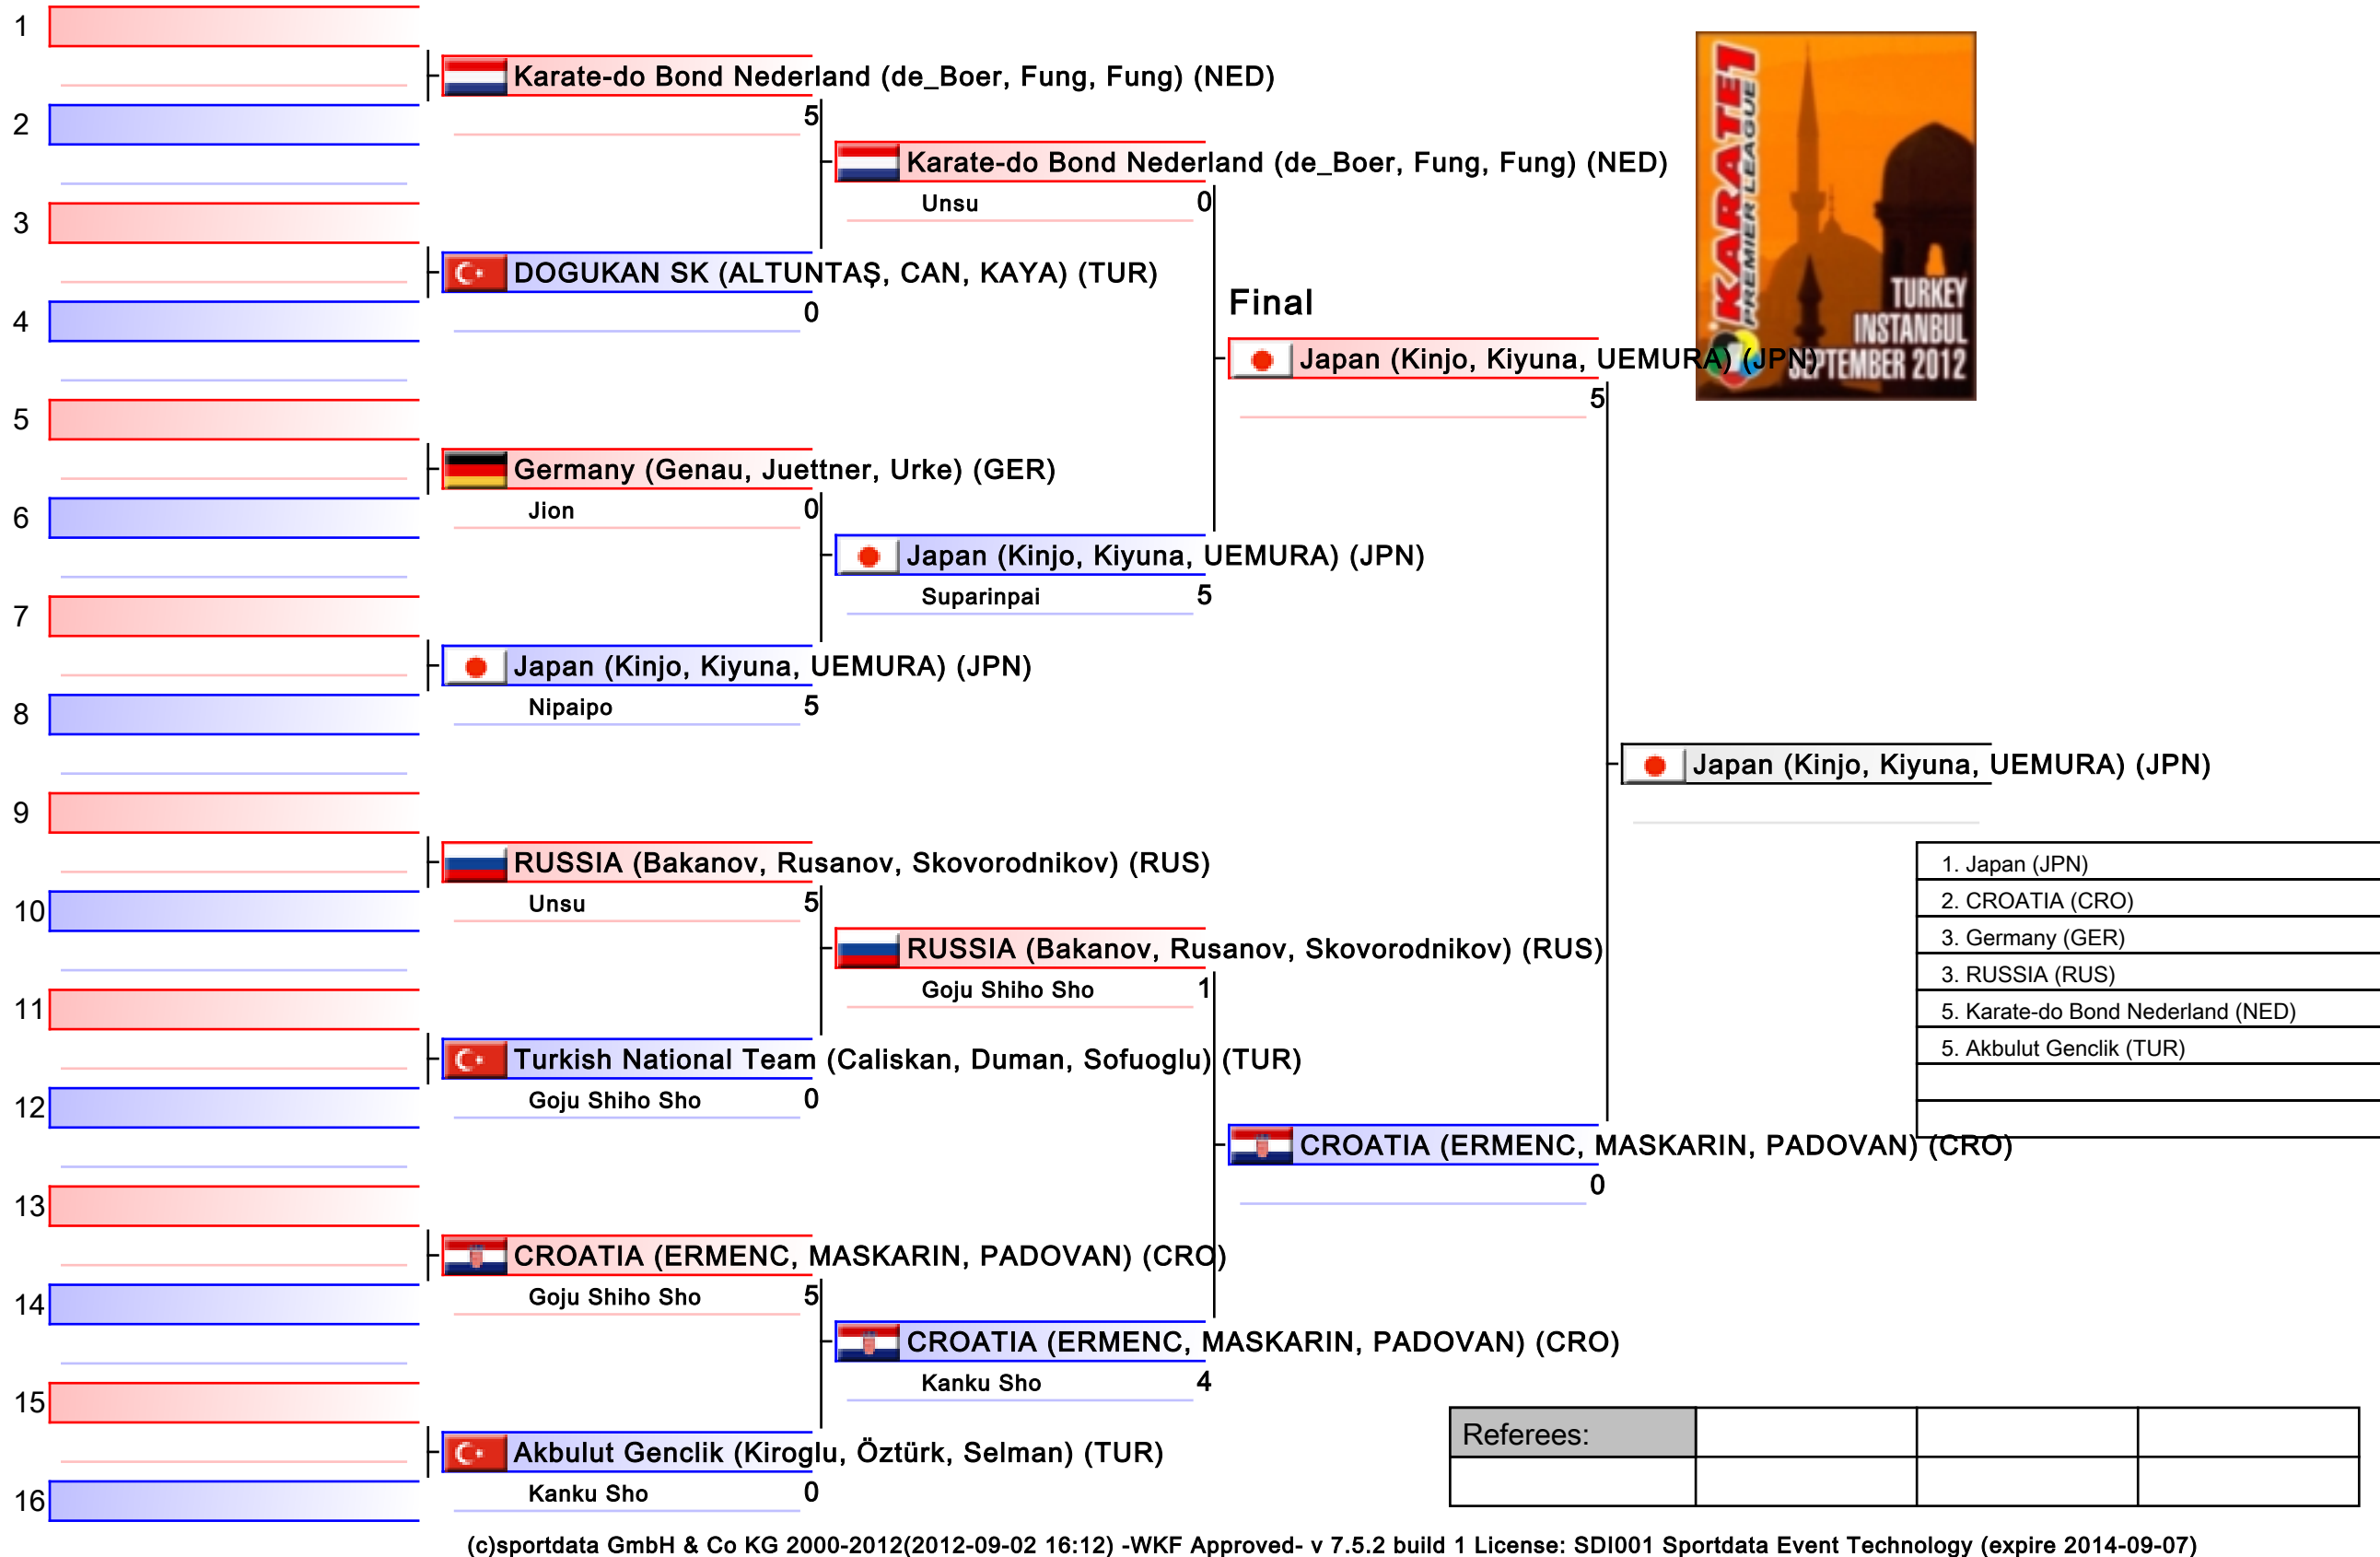 1
Karate-do Bond Nederland (de_Boer, Fung, Fung) (NED)
5
2
Karate-do Bond Nederland (de_Boer, Fung, Fung) (NED)
Unsu 0
3
DOGUKAN SK (ALTUNTAŞ, CAN, KAYA) (TUR)
0
4
Final
Japan (Kinjo, Kiyuna, UEMURA) (JPN)
5
KARATE1
PREMIER LEAGUE
TURKEY
INSTANBUL
SEPTEMBER 2012
5
Germany (Genau, Juettner, Urke) (GER)
Jion 0
6
Japan (Kinjo, Kiyuna, UEMURA) (JPN)
Suparinpai 5
7
Japan (Kinjo, Kiyuna, UEMURA) (JPN)
Nipaipo 5
8
Japan (Kinjo, Kiyuna, UEMURA) (JPN)
9
RUSSIA (Bakanov, Rusanov, Skovorodnikov) (RUS)
Unsu 5
10
RUSSIA (Bakanov, Rusanov, Skovorodnikov) (RUS)
Goju Shiho Sho 1
11
Turkish National Team (Caliskan, Duman, Sofuoglu) (TUR)
Goju Shiho Sho 0
12
CROATIA (ERMENC, MASKARIN, PADOVAN) (CRO)
0
13
CROATIA (ERMENC, MASKARIN, PADOVAN) (CRO)
Goju Shiho Sho 5
14
CROATIA (ERMENC, MASKARIN, PADOVAN) (CRO)
Kanku Sho 4
15
Akbulut Genclik (Kiroglu, Öztürk, Selman) (TUR)
Kanku Sho 0
16
1. Japan (JPN)
2. CROATIA (CRO)
3. Germany (GER)
3. RUSSIA (RUS)
5. Karate-do Bond Nederland (NED)
5. Akbulut Genclik (TUR)
Referees:
(c)sportdata GmbH & Co KG 2000-2012(2012-09-02 16:12) -WKF Approved- v 7.5.2 build 1 License: SDI001 Sportdata Event Technology (expire 2014-09-07)